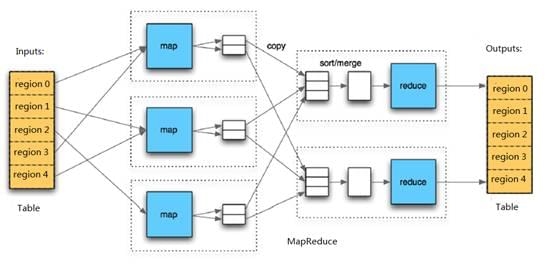 Inputs:
region 0
region 1
region 2
region 3
region 4
Table
map
map
map
copy
sort/merge
reduce
reduce
MapReduce
Outputs:
region 0
region 1
region 2
region 3
region 4
Table